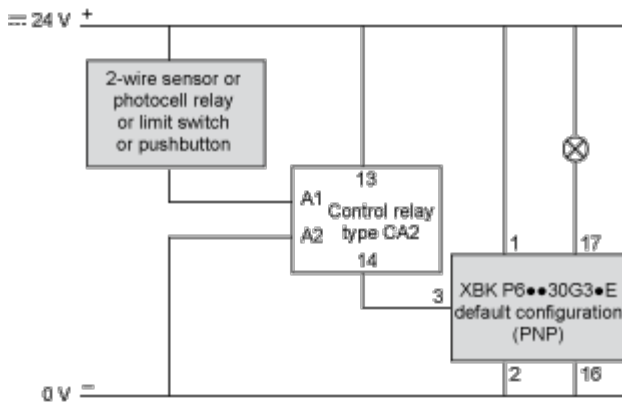 ⎓ 24 V +
2-wire sensor or
photocell relay
or limit switch
or pushbutton
13
A1
Control relay
A2
type CA2
14
1
17
3
XBK P6●●30G3●E
default configuration
(PNP)
2
16
0 V −